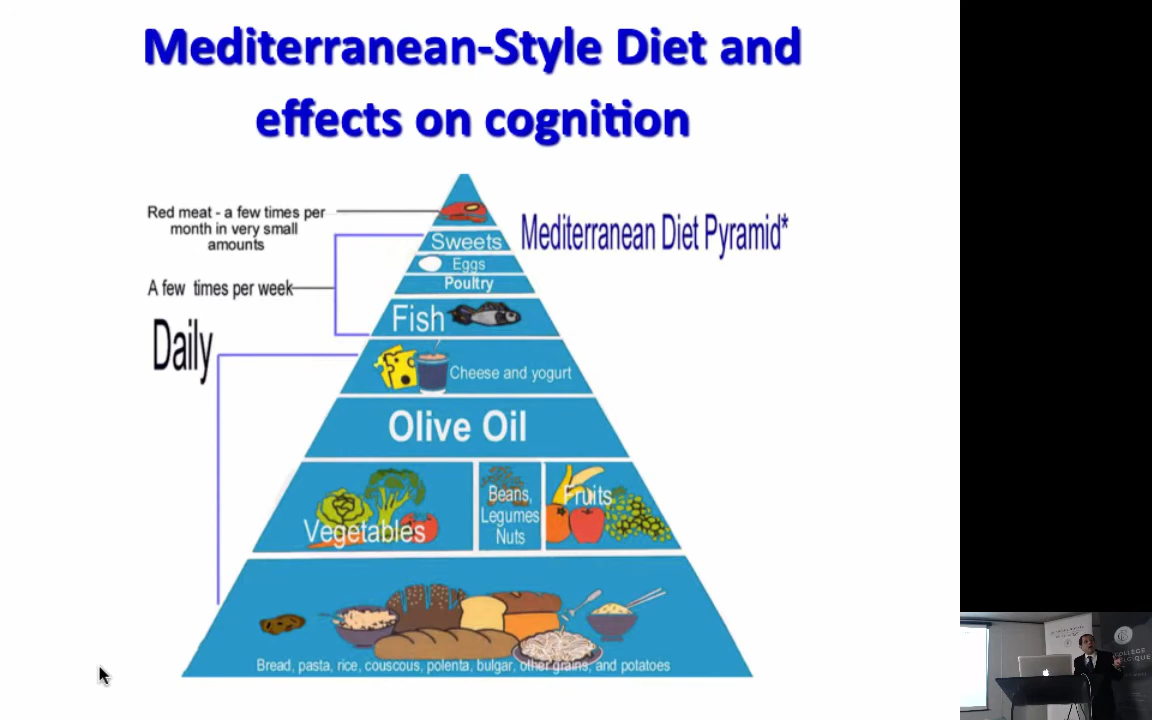 Mediterranean-Style Diet and
effects on cognition
Red meat - a few times per
month in very small
amounts
Mediterranean Diet Pyramid*
Sweets
Eggs
Poultry
A few times per week
Fish
Daily
Cheese and yogurt
Olive Oil
Vegetables
Beans,
Legumes
Nuts
Fruits
Bread, pasta, rice, couscous, polenta, bulgar, other grains, and potatoes
COLLÈGE
BELGIQUE